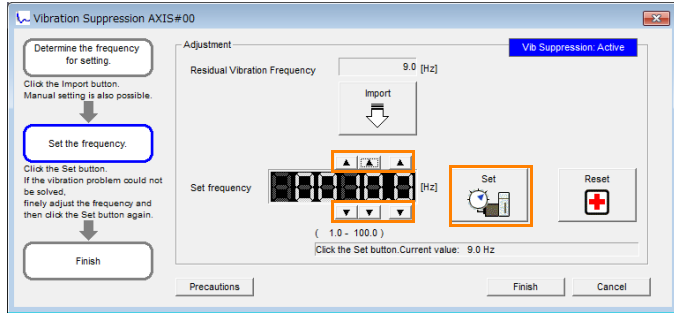 Vibration Suppression AXIS#00
Determine the frequency
for setting.
Click the Import button.
Manual setting is also possible.
Set the frequency.
Click the Set button.
If the vibration problem could not
be solved,
finely adjust the frequency and
then click the Set button again.
Finish
Adjustment
Vib Suppression: Active
Residual Vibration Frequency 9.0 [Hz]
Import
Set frequency [Hz]
Set
Reset
( 1.0 - 100.0 )
Click the Set button.Current value: 9.0 Hz
Precautions
Finish
Cancel